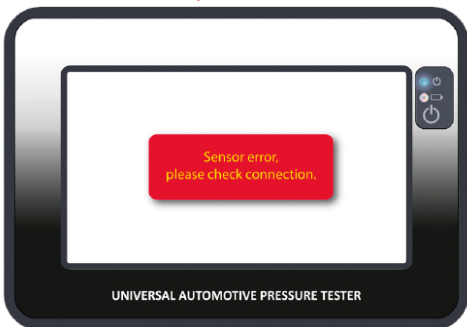 Sensor error,
please check connection.
UNIVERSAL AUTOMOTIVE PRESSURE TESTER